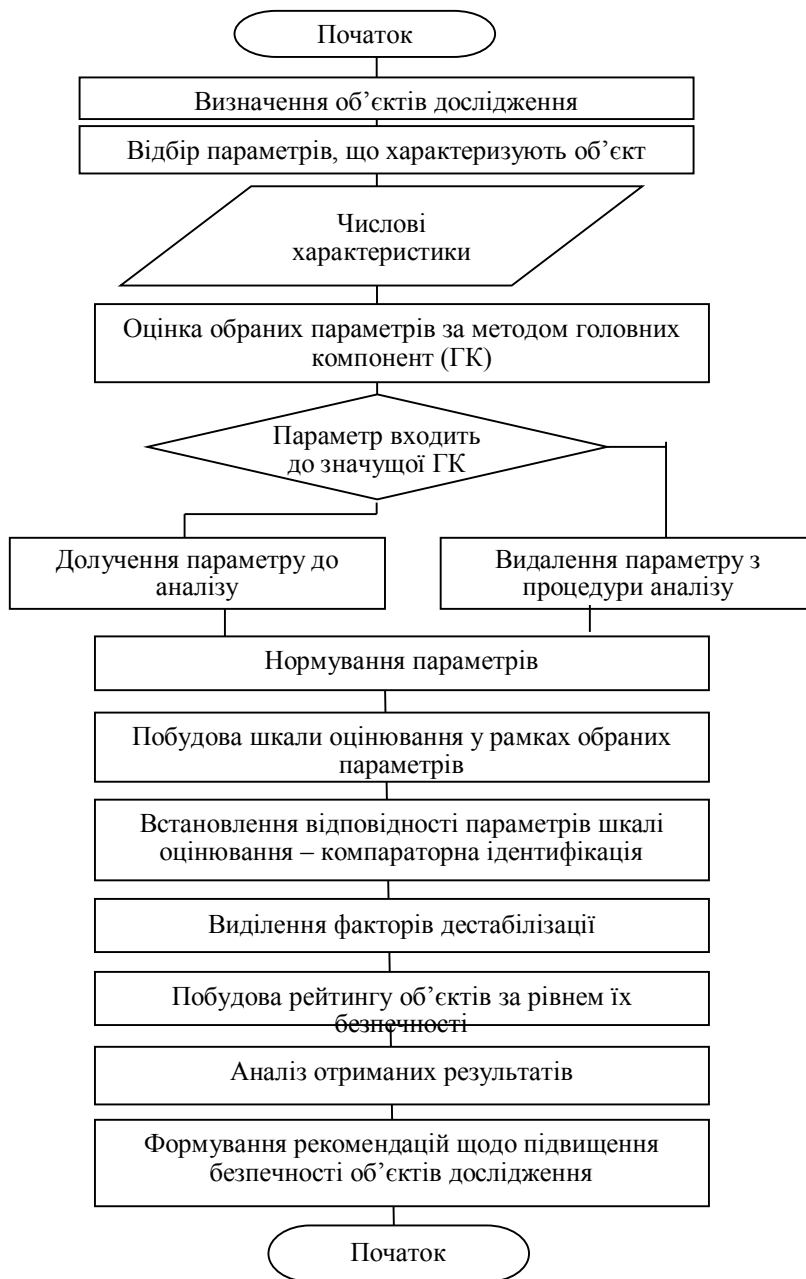 Початок
Визначення об’єктів дослідження
Відбір параметрів, що характеризують об’єкт
Числові
характеристики
Оцінка обраних параметрів за методом головних
компонент (ГК)
Параметр входить
до значущої ГК
Долучення параметру до
аналізу
Видалення параметру з
процедури аналізу
Нормування параметрів
Побудова шкали оцінювання у рамках обраних
параметрів
Встановлення відповідності параметрів шкалі
оцінювання – компараторна ідентифікація
Виділення факторів дестабілізації
Побудова рейтингу об’єктів за рівнем їх
безпечності
Аналіз отриманих результатів
Формування рекомендацій щодо підвищення
безпечності об’єктів дослідження
Початок